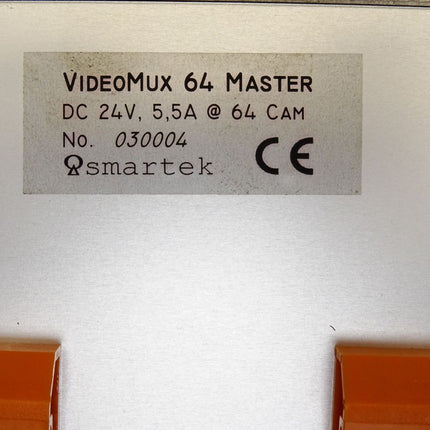 VIDEOMUX 64 MASTER
DC 24V, 5,5A @ 64 CAM
No. 030004
smartek CE